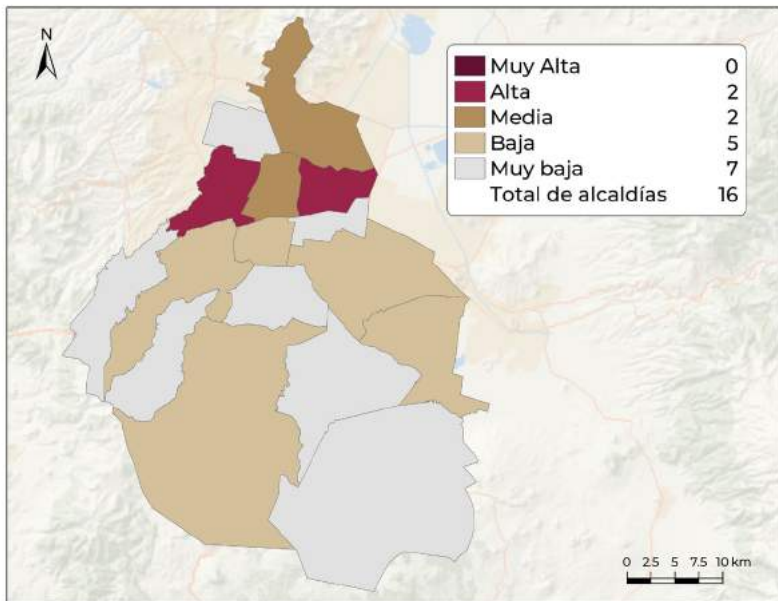 N
Muy Alta 0
Alta 2
Media 2
Baja 5
Muy baja 7
Total de alcaldías 16
0 2.5 5 7.5 10 km